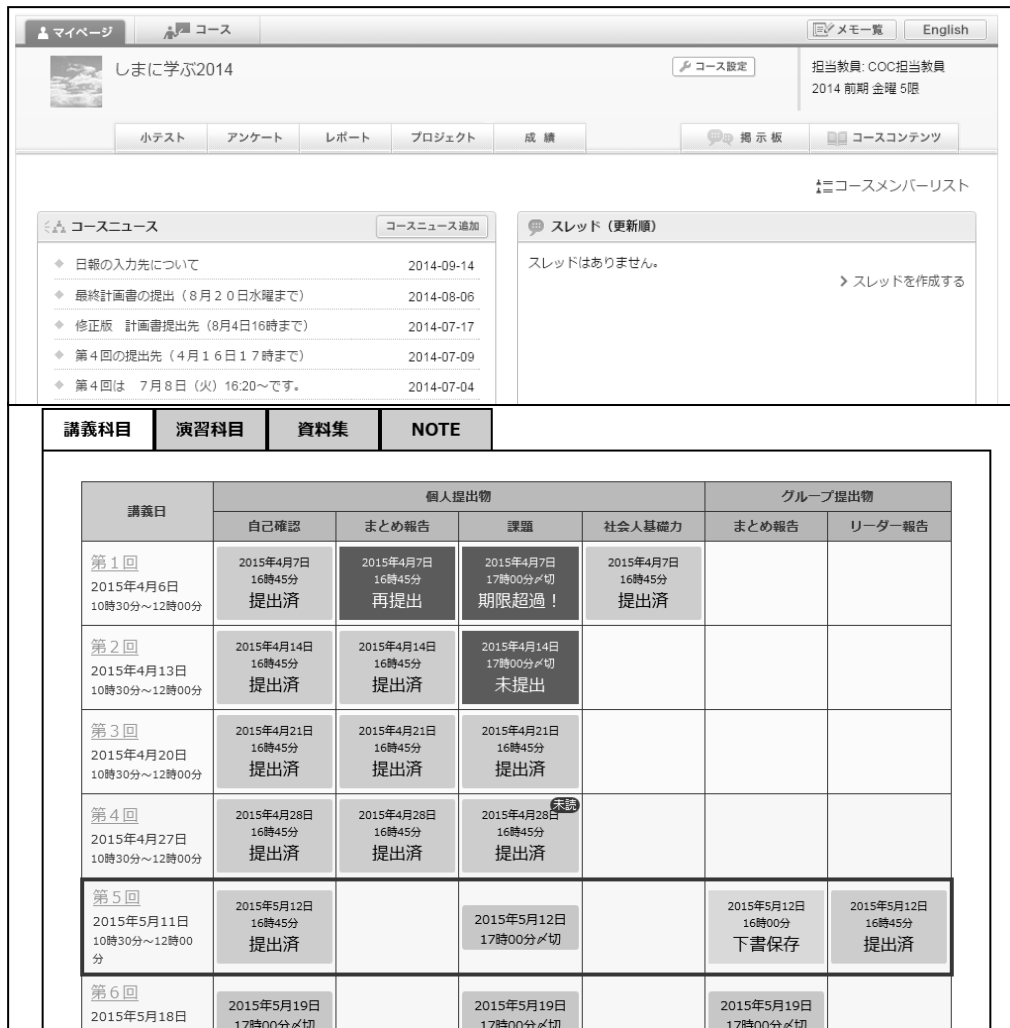 マイページ コース メモ一覧 English
しまに学ぶ2014 コース設定 担当教員: COC担当教員
2014 前期 金曜 5限
小テスト アンケート レポート プロジェクト 成績 掲示板 コースコンテンツ
コースメンバーリスト
コースニュース コースニュース追加 スレッド（更新順）
日報の入力先について 2014-09-14 スレッドはありません。
最終計画書の提出（８月２０日水曜まで） 2014-08-06 スレッドを作成する
修正版　計画書提出先（8月4日16時まで） 2014-07-17
第４回の提出先（４月１６日１７時まで） 2014-07-09
第４回は　７月８日（火）16:20～です。 2014-07-04
講義科目 演習科目 資料集 NOTE
講義日 個人提出物 グループ提出物
自己確認 まとめ報告 課題 社会人基礎力 まとめ報告 リーダー報告
第１回 2015年4月7日 2015年4月7日 2015年4月7日 2015年4月7日
2015年4月6日 16時45分 16時45分 17時00分〆切 16時45分
10時30分～12時00分 提出済 再提出 期限超過！ 提出済
第２回 2015年4月14日 2015年4月14日 2015年4月14日
2015年4月13日 16時45分 16時45分 17時00分〆切
10時30分～12時00分 提出済 提出済 未提出
第３回 2015年4月21日 2015年4月21日 2015年4月21日
2015年4月20日 16時45分 16時45分 16時45分
10時30分～12時00分 提出済 提出済 提出済
未読
第４回 2015年4月28日 2015年4月28日 2015年4月28日
2015年4月27日 16時45分 16時45分 16時45分
10時30分～12時00分 提出済 提出済 提出済
第５回 2015年5月12日 2015年5月12日 2015年5月12日 2015年5月12日
2015年5月11日 16時45分 17時00分〆切 16時00分 16時45分
10時30分～12時00 提出済 下書保存 提出済
分
第６回 2015年5月19日 2015年5月19日 2015年5月19日
2015年5月18日 17時00分〆切 17時00分〆切 17時00分〆切